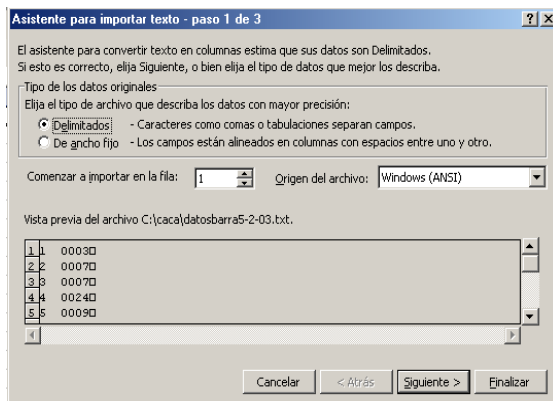 Asistente para importar texto - paso 1 de 3
El asistente para convertir texto en columnas estima que sus datos son Delimitados.
Si esto es correcto, elija Siguiente, o bien elija el tipo de datos que mejor los describa.
Tipo de los datos originales
Elija el tipo de archivo que describa los datos con mayor precisión:
Delimitados - Caracteres como comas o tabulaciones separan campos.
De ancho fijo - Los campos están alineados en columnas con espacios entre uno y otro.
Comenzar a importar en la fila: 1 Origen del archivo: Windows (ANSI)
Vista previa del archivo C:\caca\datosbarra5-2-03.txt.
1 1 0003□
2 2 0007□
3 3 0007□
4 4 0024□
5 5 0009□
Cancelar < Atrás Siguiente > Finalizar